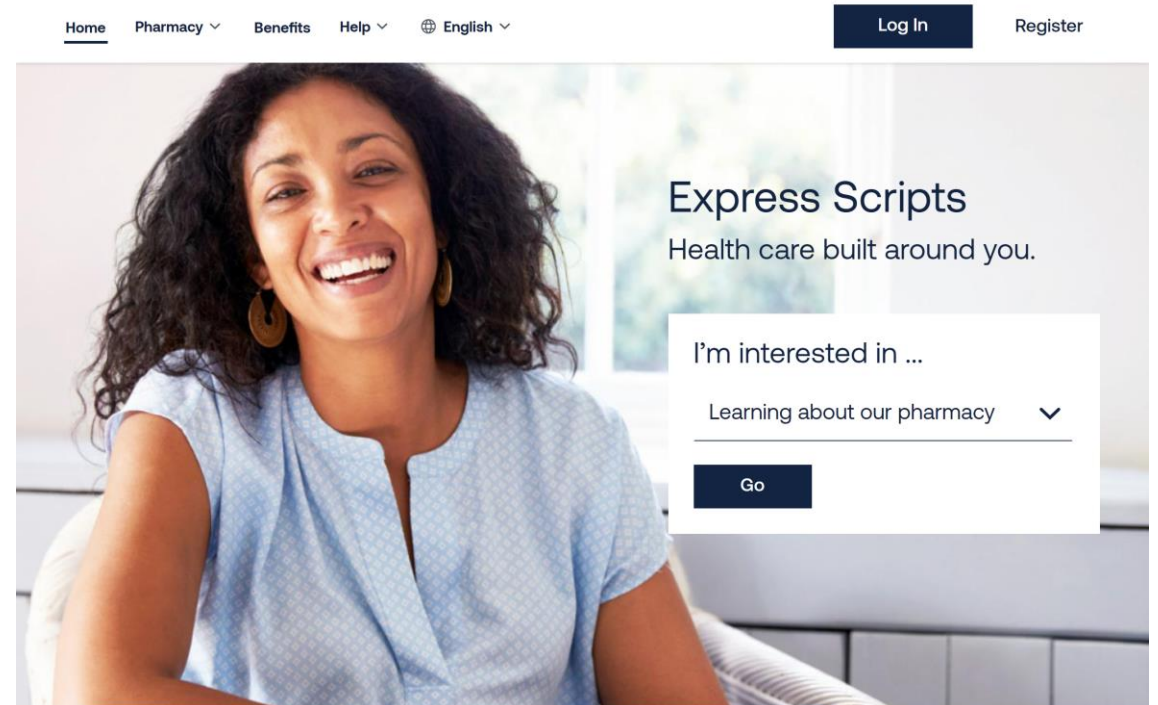 Home Pharmacy Benefits Help English Log In Register
Express Scripts
Health care built around you.
I'm interested in ...
Learning about our pharmacy
Go